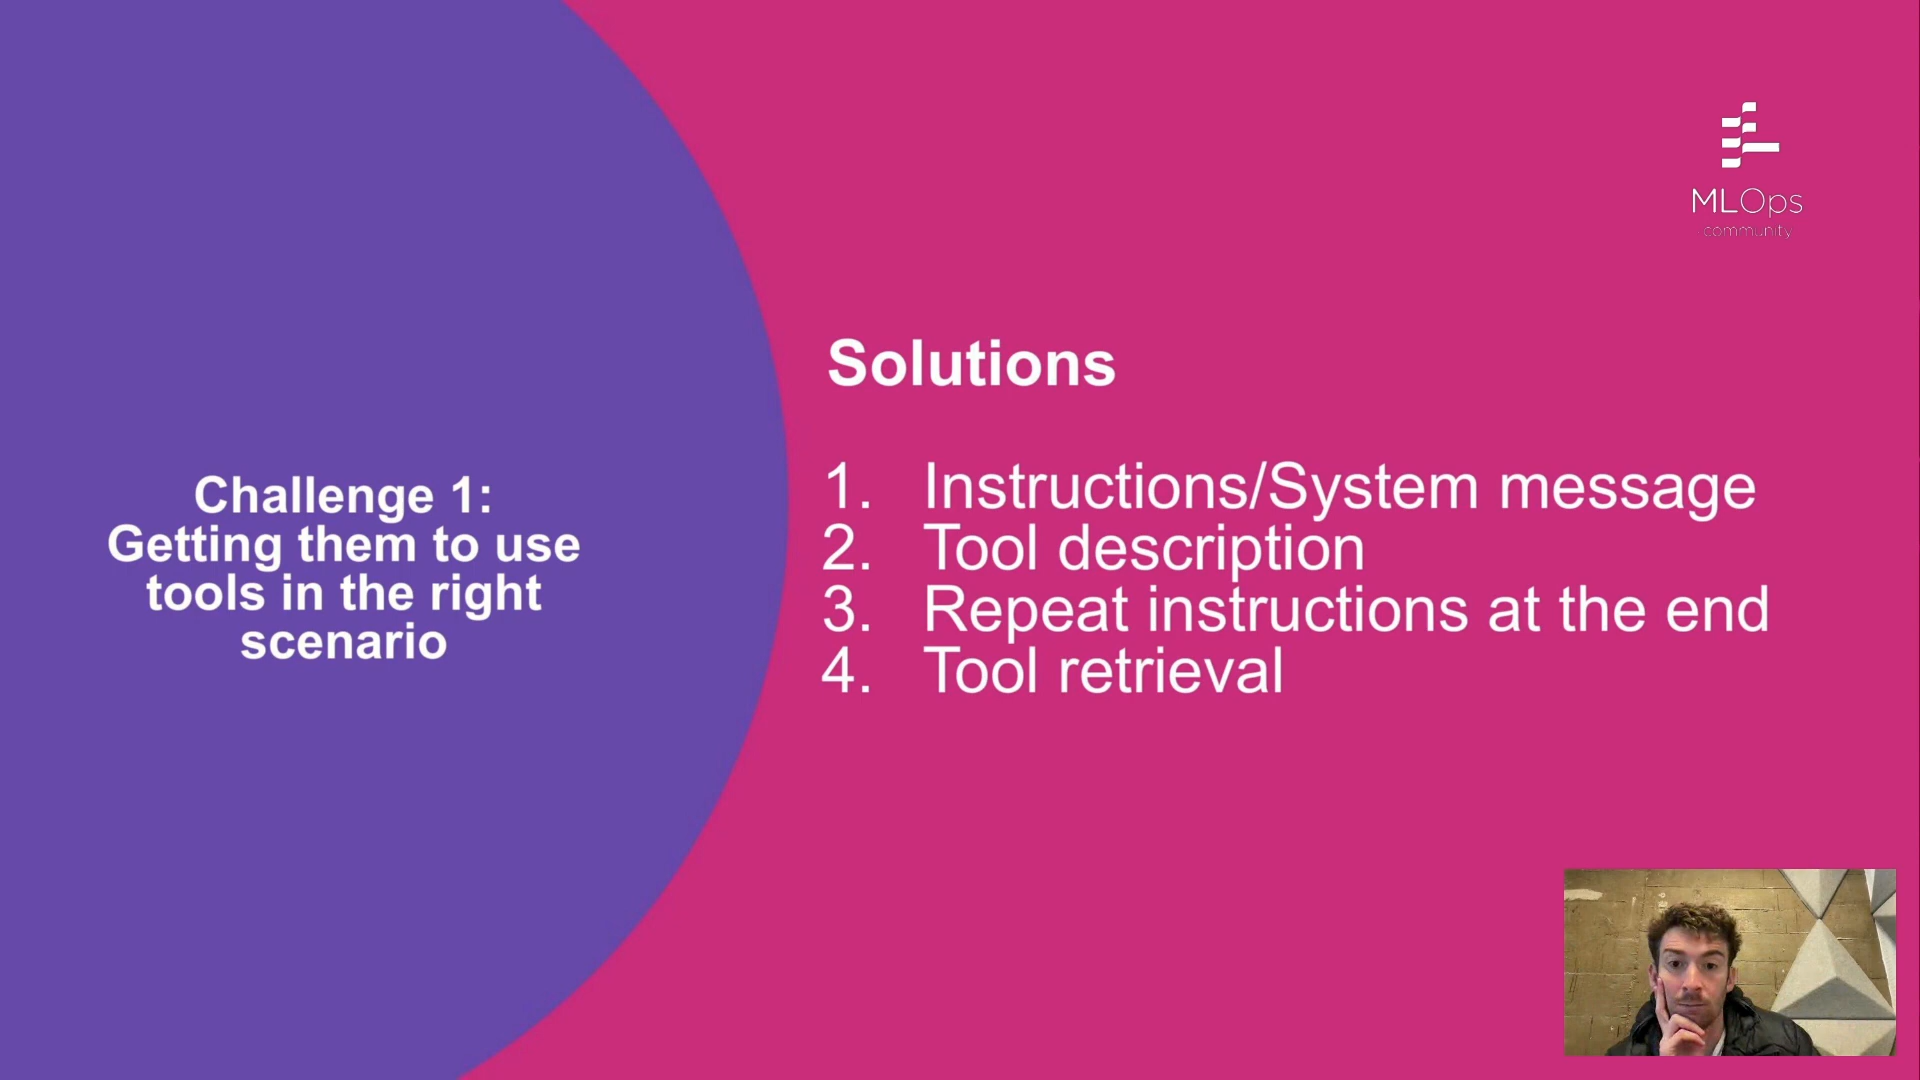 MLOps
community
Solutions
Challenge 1:
Getting them to use
tools in the right
scenario
1. Instructions/System message
2. Tool description
3. Repeat instructions at the end
4. Tool retrieval